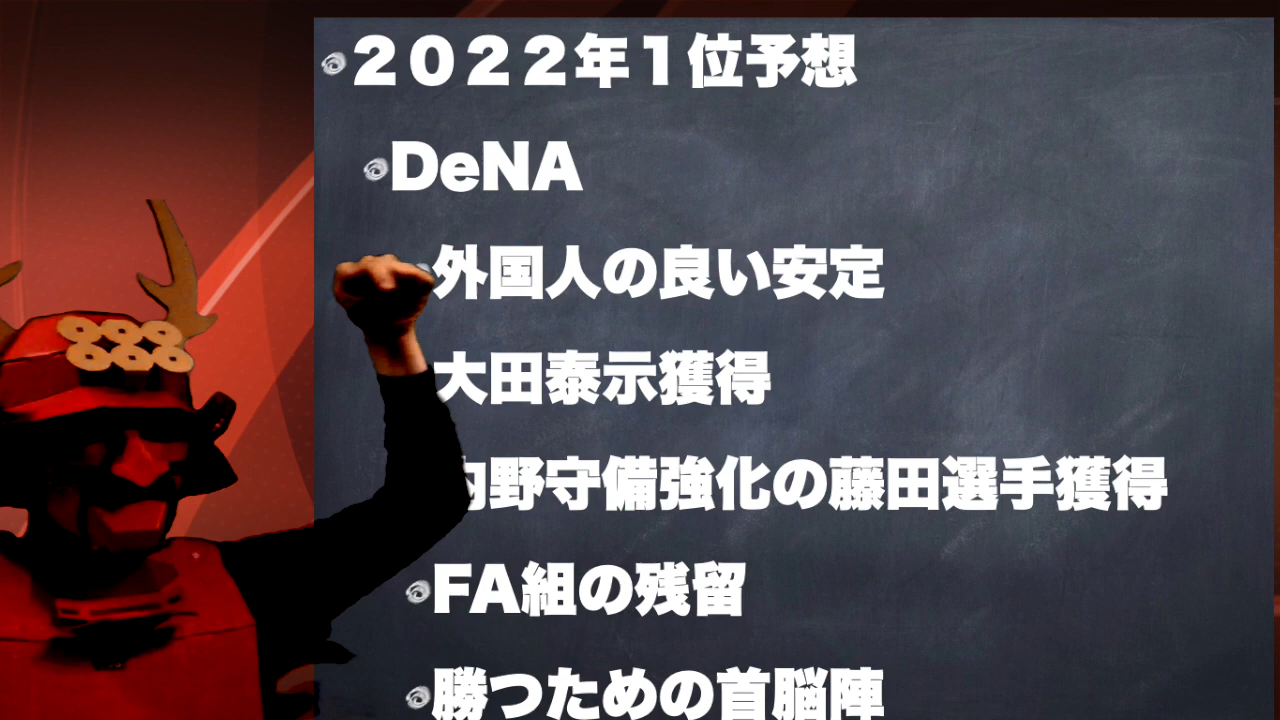 ２０２２年１位予想
DeNA
外国人の良い安定
大田泰示獲得
内野守備強化の藤田選手獲得
FA組の残留
勝つための首脳陣